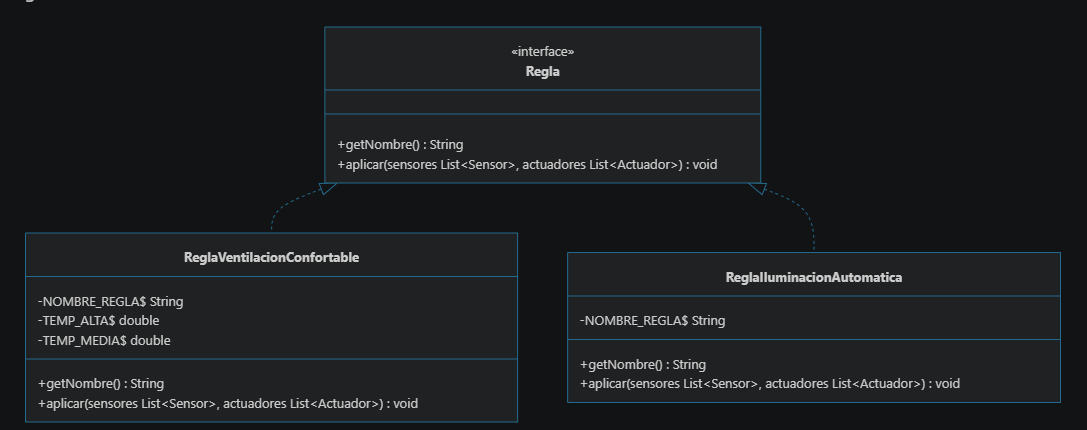 «interface»
Regla
+getNombre() : String
+aplicar(sensores List<Sensor>, actuadores List<Actuador>) : void
ReglaVentilacionConfortable
-NOMBRE_REGLA$ String
-TEMP_ALTA$ double
-TEMP_MEDIA$ double
+getNombre() : String
+aplicar(sensores List<Sensor>, actuadores List<Actuador>) : void
ReglaIluminacionAutomatica
-NOMBRE_REGLA$ String
+getNombre() : String
+aplicar(sensores List<Sensor>, actuadores List<Actuador>) : void